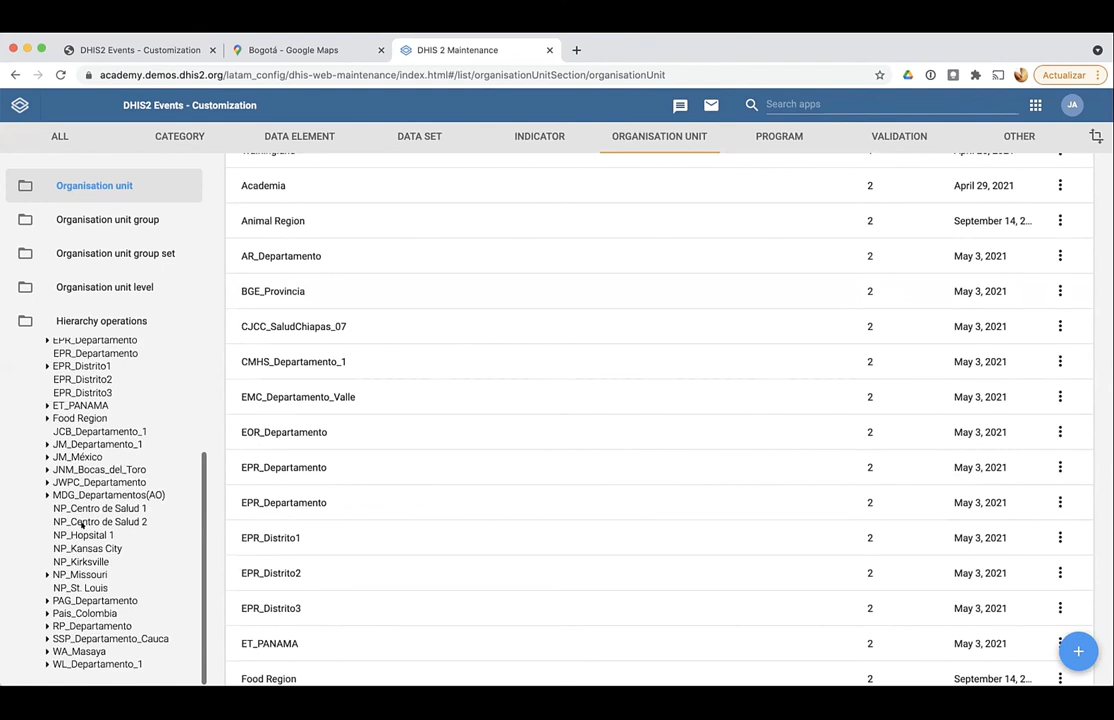 DHIS2 Events - Customization
Bogotá - Google Maps
DHIS 2 Maintenance
academy.demos.dhis2.org/latam_config/dhis-web-maintenance/index.html#/list/organisationUnitSection/organisationUnit
Actualizar
DHIS2 Events - Customization
Search apps
JA
ALL
CATEGORY
DATA ELEMENT
DATA SET
INDICATOR
ORGANISATION UNIT
PROGRAM
VALIDATION
OTHER
Organisation unit
Organisation unit group
Organisation unit group set
Organisation unit level
Hierarchy operations
EPR_Departamento
EPR_Departamento
EPR_Distrito1
EPR_Distrito2
EPR_Distrito3
ET_PANAMA
Food Region
JCB_Departamento_1
JM_Departamento_1
JM_México
JNM_Bocas_del_Toro
JWPC_Departamento
MDG_Departamentos(AO)
NP_Centro de Salud 1
NP_Centro de Salud 2
NP_Hopsital 1
NP_Kansas City
NP_Kirksville
NP_Missouri
NP_St. Louis
PAG_Departamento
Pais_Colombia
RP_Departamento
SSP_Departamento_Cauca
WA_Masaya
WL_Departamento_1
Academia 2 April 29, 2021
Animal Region 2 September 14, 2...
AR_Departamento 2 May 3, 2021
BGE_Provincia 2 May 3, 2021
CJCC_SaludChiapas_07 2 May 3, 2021
CMHS_Departamento_1 2 May 3, 2021
EMC_Departamento_Valle 2 May 3, 2021
EOR_Departamento 2 May 3, 2021
EPR_Departamento 2 May 3, 2021
EPR_Departamento 2 May 3, 2021
EPR_Distrito1 2 May 3, 2021
EPR_Distrito2 2 May 3, 2021
EPR_Distrito3 2 May 3, 2021
ET_PANAMA 2 May 3, 2021
Food Region 2 September 14, 2...